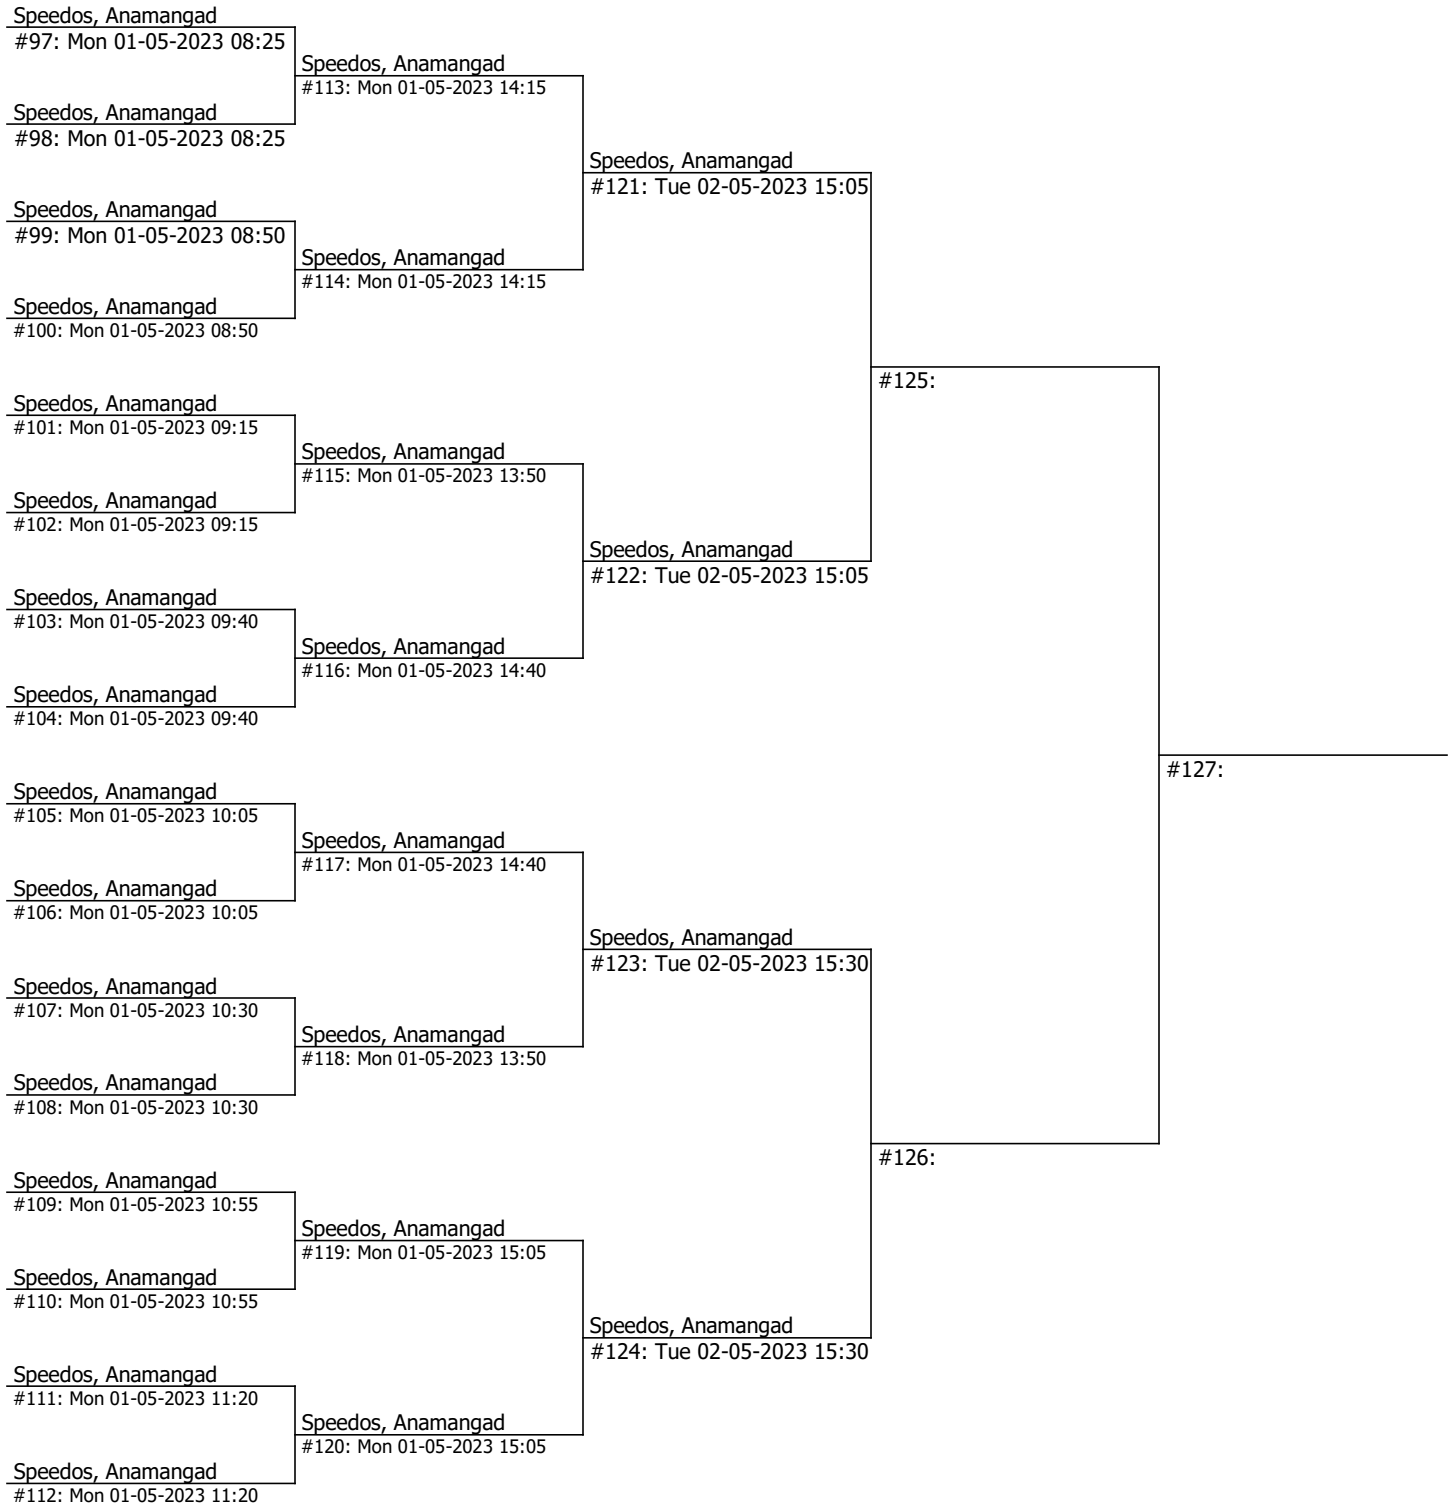 Speedos, Anamangad
#97: Mon 01-05-2023 08:25
Speedos, Anamangad
#113: Mon 01-05-2023 14:15
Speedos, Anamangad
#98: Mon 01-05-2023 08:25
Speedos, Anamangad
#121: Tue 02-05-2023 15:05
Speedos, Anamangad
#99: Mon 01-05-2023 08:50
Speedos, Anamangad
#114: Mon 01-05-2023 14:15
Speedos, Anamangad
#100: Mon 01-05-2023 08:50
#125:
Speedos, Anamangad
#101: Mon 01-05-2023 09:15
Speedos, Anamangad
#115: Mon 01-05-2023 13:50
Speedos, Anamangad
#102: Mon 01-05-2023 09:15
Speedos, Anamangad
#122: Tue 02-05-2023 15:05
Speedos, Anamangad
#103: Mon 01-05-2023 09:40
Speedos, Anamangad
#116: Mon 01-05-2023 14:40
Speedos, Anamangad
#104: Mon 01-05-2023 09:40
#127:
Speedos, Anamangad
#105: Mon 01-05-2023 10:05
Speedos, Anamangad
#117: Mon 01-05-2023 14:40
Speedos, Anamangad
#106: Mon 01-05-2023 10:05
Speedos, Anamangad
#123: Tue 02-05-2023 15:30
Speedos, Anamangad
#107: Mon 01-05-2023 10:30
Speedos, Anamangad
#118: Mon 01-05-2023 13:50
Speedos, Anamangad
#108: Mon 01-05-2023 10:30
#126:
Speedos, Anamangad
#109: Mon 01-05-2023 10:55
Speedos, Anamangad
#119: Mon 01-05-2023 15:05
Speedos, Anamangad
#110: Mon 01-05-2023 10:55
Speedos, Anamangad
#124: Tue 02-05-2023 15:30
Speedos, Anamangad
#111: Mon 01-05-2023 11:20
Speedos, Anamangad
#120: Mon 01-05-2023 15:05
Speedos, Anamangad
#112: Mon 01-05-2023 11:20